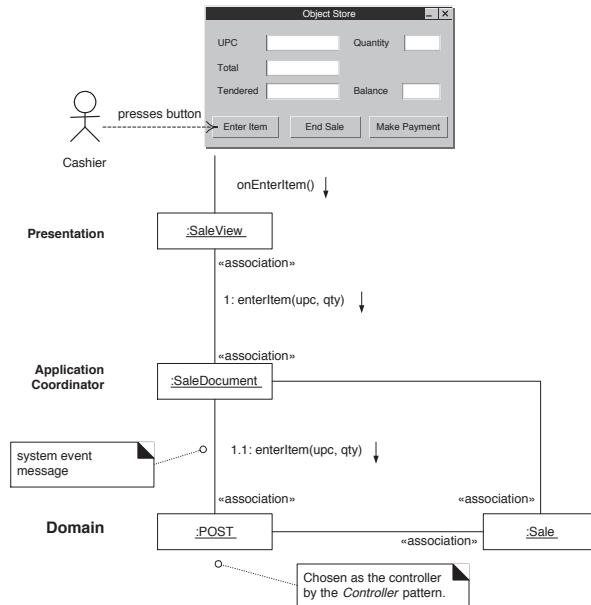 Object Store
UPC
Quantity
Total
Tendered
Balance
presses button
Enter Item
End Sale
Make Payment
Cashier
onEnterItem()
Presentation
:SaleView
«association»
1: enterItem(upc, qty)
«association»
Application
Coordinator
:SaleDocument
system event
message
1.1: enterItem(upc, qty)
«association»
«association»
Domain
:POST
«association»
:Sale
Chosen as the controller
by the Controller pattern.